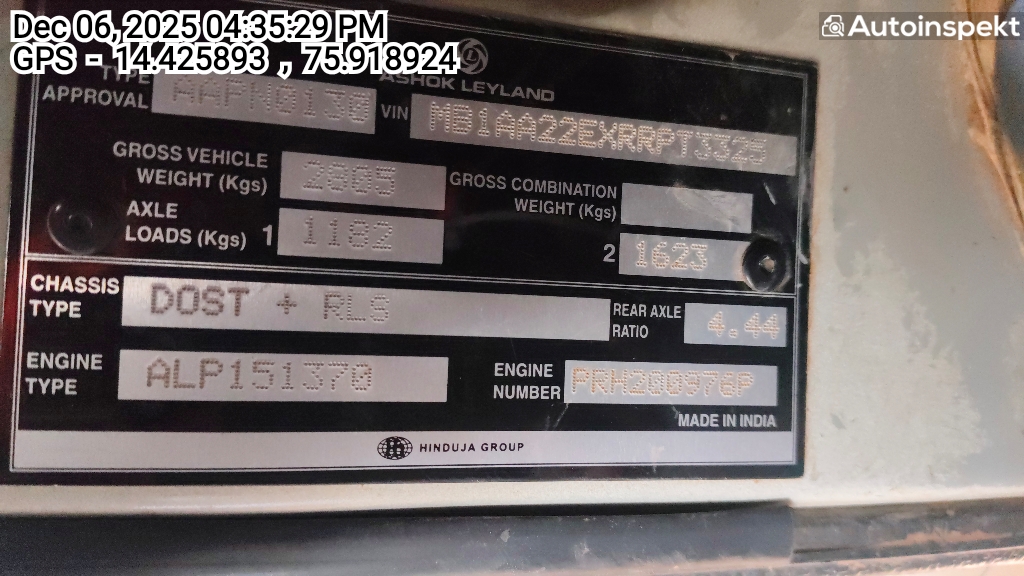 Dec 06, 2025 04:35:29 PM
GPS - 14.425893 , 75.918924
Autoinspekt
ASHOK LEYLAND
TYPE APPROVAL AAPN0130 VIN MB1AA22EXRRPT3325
GROSS VEHICLE WEIGHT (Kgs) 2805 GROSS COMBINATION WEIGHT (Kgs)
AXLE LOADS (Kgs) 1 1182 2 1623
CHASSIS TYPE DOST + RLS REAR AXLE RATIO 4.44
ENGINE TYPE ALP151370 ENGINE NUMBER
MADE IN INDIA
HINDUJA GROUP